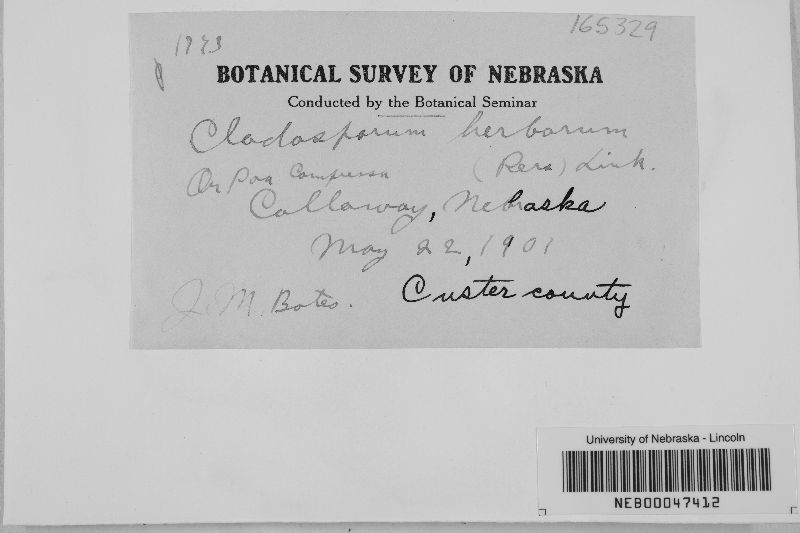 165329
1773
BOTANICAL SURVEY OF NEBRASKA
Conducted by the Botanical Seminar
Cladosporum herbarum
(Pers) Link.
On Poa compressa
Callaway, Nebraska
May 22, 1901
J. M. Bates.
Custer county
University of Nebraska - Lincoln
NEB00047412